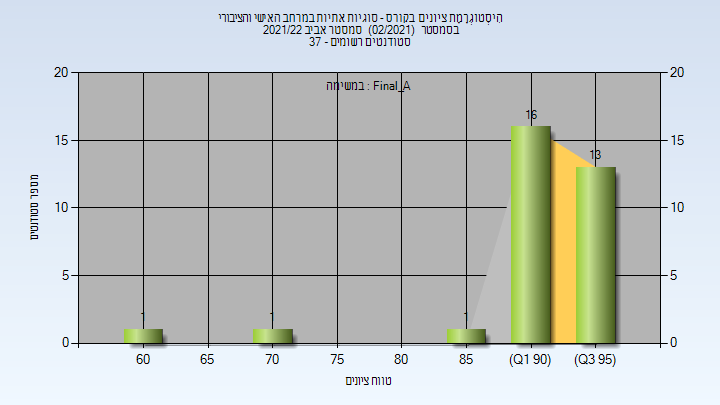 היסטוגרמת ציונים בקורס - סוגיות אתיות במרחב האישי והציבורי
בסמסטר (02/2021) סמסטר אביב 2021/22
סטודנטים רשומים - 37
במשימה : Final_A
מספר סטודנטים
20 20
15 15
10 10
5 5
0 0
1 1 1 16 13
60 65 70 75 80 85 (Q1 90) (Q3 95)
טווח ציונים